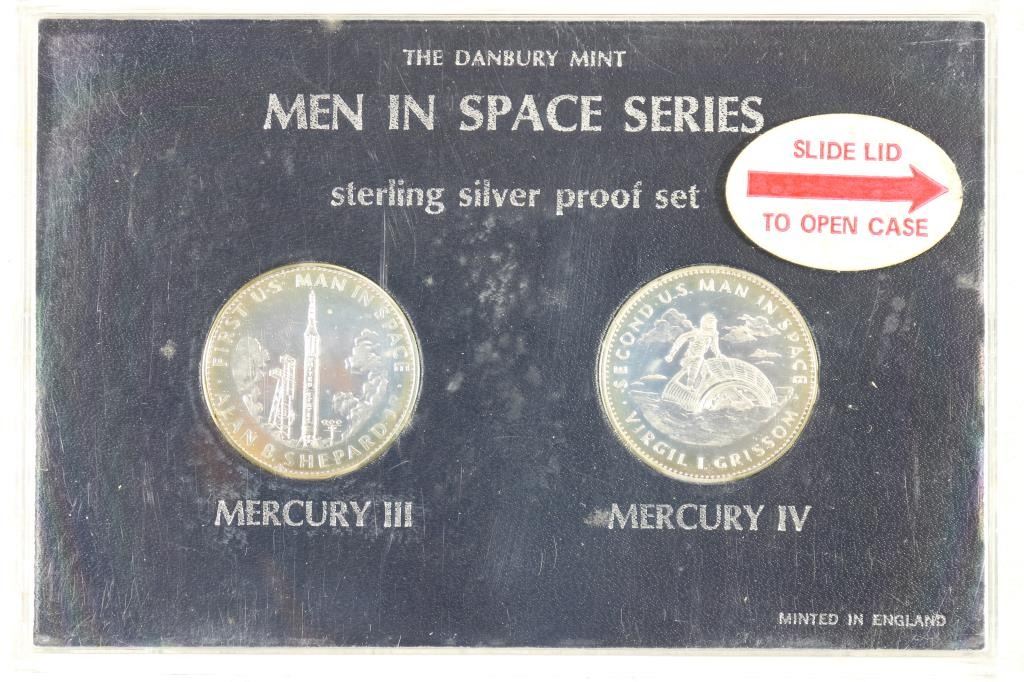 THE DANBURY MINT
MEN IN SPACE SERIES
sterling silver proof set
SLIDE LID
TO OPEN CASE
FIRST U.S. MAN IN SPACE
ALAN B. SHEPARD, J
SECOND U.S. MAN IN SPACE
VIRGIL I. GRISSOM
MERCURY III
MERCURY IV
MINTED IN ENGLAND